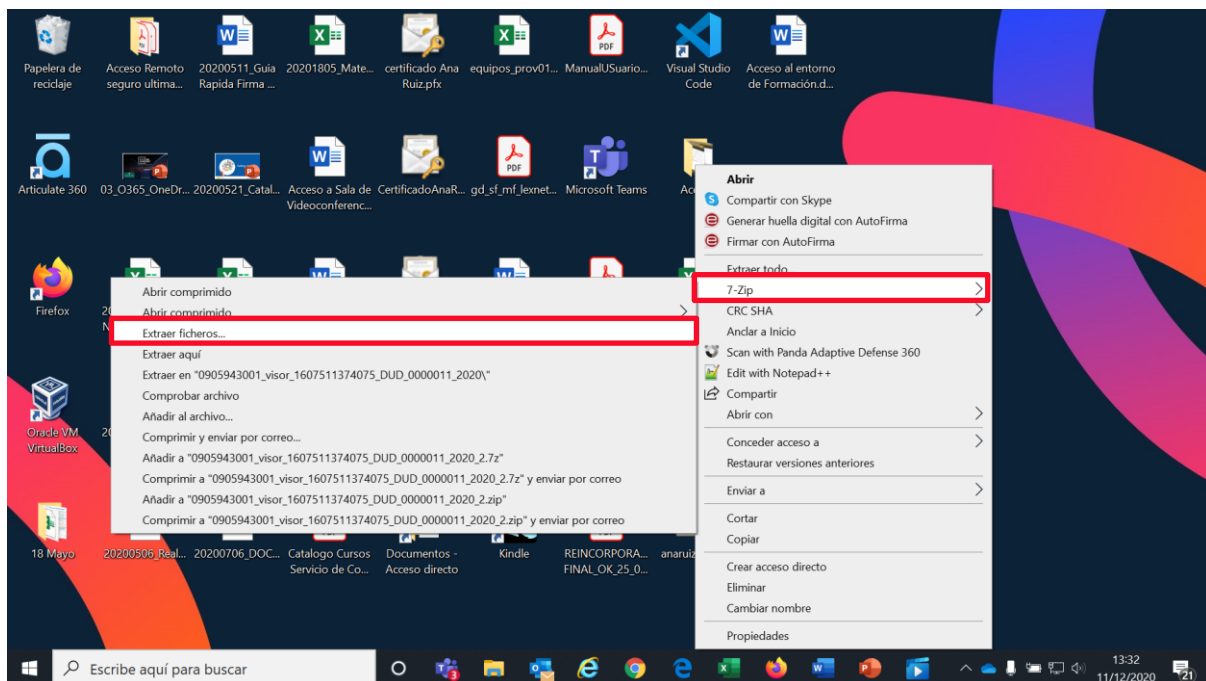 Papelera de
reciclaje
Acceso Remoto
seguro ultima...
20200511_Guia
Rapida Firma ...
20201805_Mate...
certificado Ana
Ruiz.pfx
equipos_prov01...
ManualUSuario...
Visual Studio
Code
Acceso al entorno
de Formación.d...
Articulate 360
03_O365_OneDr...
20200521_Catal...
Acceso a Sala de
Videoconferenc...
CertificadoAnaR...
gd_sf_mf_lexnet...
Microsoft Teams
Firefox
Oracle VM
VirtualBox
Abrir
Compartir con Skype
Generar huella digital con AutoFirma
Firmar con AutoFirma
Extraer todo
7-Zip
CRC SHA
Anclar a Inicio
Scan with Panda Adaptive Defense 360
Edit with Notepad++
Compartir
Abrir con
Conceder acceso a
Restaurar versiones anteriores
Enviar a
Cortar
Copiar
Crear acceso directo
Eliminar
Cambiar nombre
Propiedades
Abrir comprimido
Abrir comprimido
Extraer ficheros...
Extraer aquí
Extraer en "0905943001_visor_1607511374075_DUD_0000011_2020\"
Comprobar archivo
Añadir al archivo...
Comprimir y enviar por correo...
Añadir a "0905943001_visor_1607511374075_DUD_0000011_2020_2.7z"
Comprimir a "0905943001_visor_1607511374075_DUD_0000011_2020_2.7z" y enviar por correo
Añadir a "0905943001_visor_1607511374075_DUD_0000011_2020_2.zip"
Comprimir a "0905943001_visor_1607511374075_DUD_0000011_2020_2.zip" y enviar por correo
18 Mayo
20200506_Real...
20200706_DOC...
Catalogo Cursos
Servicio de Co...
Documentos -
Acceso directo
Kindle
REINCORPORA...
FINAL_OK_25_0...
Escribe aquí para buscar
13:32
11/12/2020
21